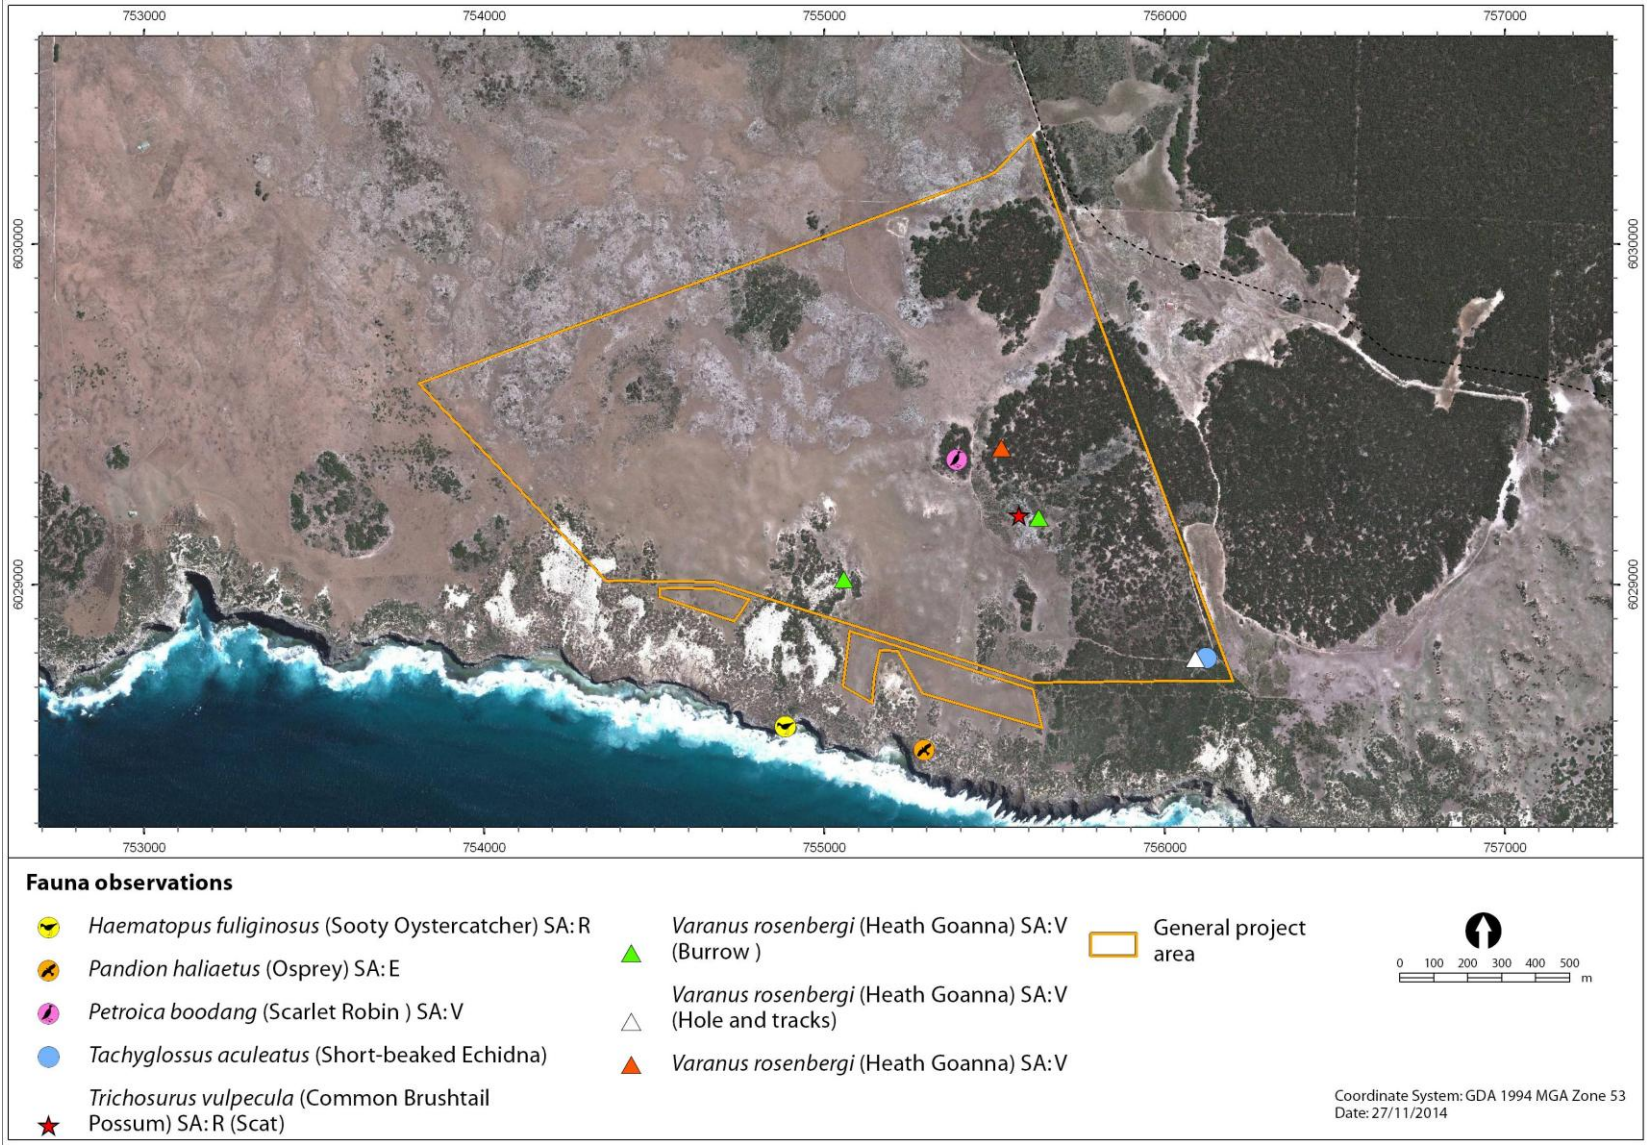 753000 754000 755000 756000 757000
6030000 6030000
6029000 6029000
753000 754000 755000 756000 757000
Fauna observations
Haematopus fuliginosus (Sooty Oystercatcher) SA: R
Pandion haliaetus (Osprey) SA: E
Petroica boodang (Scarlet Robin ) SA: V
Tachyglossus aculeatus (Short-beaked Echidna)
Trichosurus vulpecula (Common Brushtail
Possum) SA: R (Scat)
Varanus rosenbergi (Heath Goanna) SA: V
(Burrow )
Varanus rosenbergi (Heath Goanna) SA: V
(Hole and tracks)
Varanus rosenbergi (Heath Goanna) SA: V
General project
area
0 100 200 300 400 500
m
Coordinate System: GDA 1994 MGA Zone 53
Date: 27/11/2014